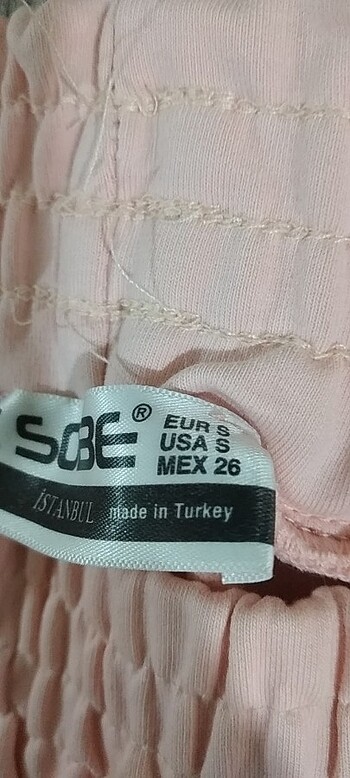 SOBE®
EUR S
USA S
MEX 26
İSTANBUL made in Turkey